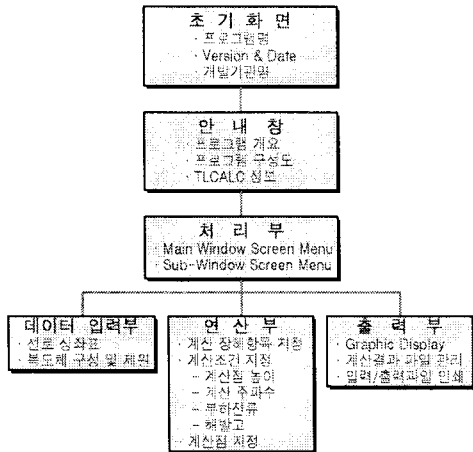 초 기 화 면
· 프로그램명
· Version & Date
· 개발기관명
안 내 창
· 프로그램 개요
· 프로그램 구성도
· TLCALC 정보
처 리 부
· Main Window Screen Menu
· Sub-Window Screen Menu
데이터 입력부
· 선로 상좌표
· 복도체 구성 및 제원
연 산 부
· 계산 장해항목 지정
· 계산조건 지정
- 계산점 높이
- 계산 주파수
- 부하전류
- 해발고
· 계산점 지정
출 력 부
· Graphic Display
· 계산결과 파일 관리
· 입력/출력파일 인쇄